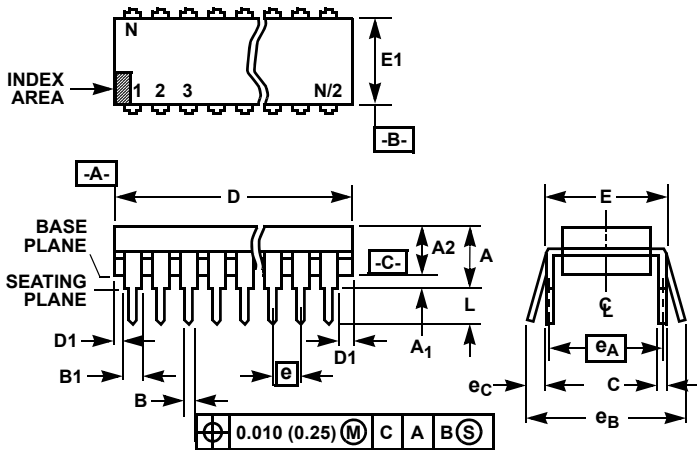 N
INDEX
AREA
1 2 3 N/2
E1
-B-
-A-
D
E
BASE
PLANE
A2
A
-C-
SEATING
PLANE
L
CL
D1
A1
D1
eA
B1
e
eC
C
B
eB
⌖ 0.010 (0.25) Ⓜ C A B Ⓢ